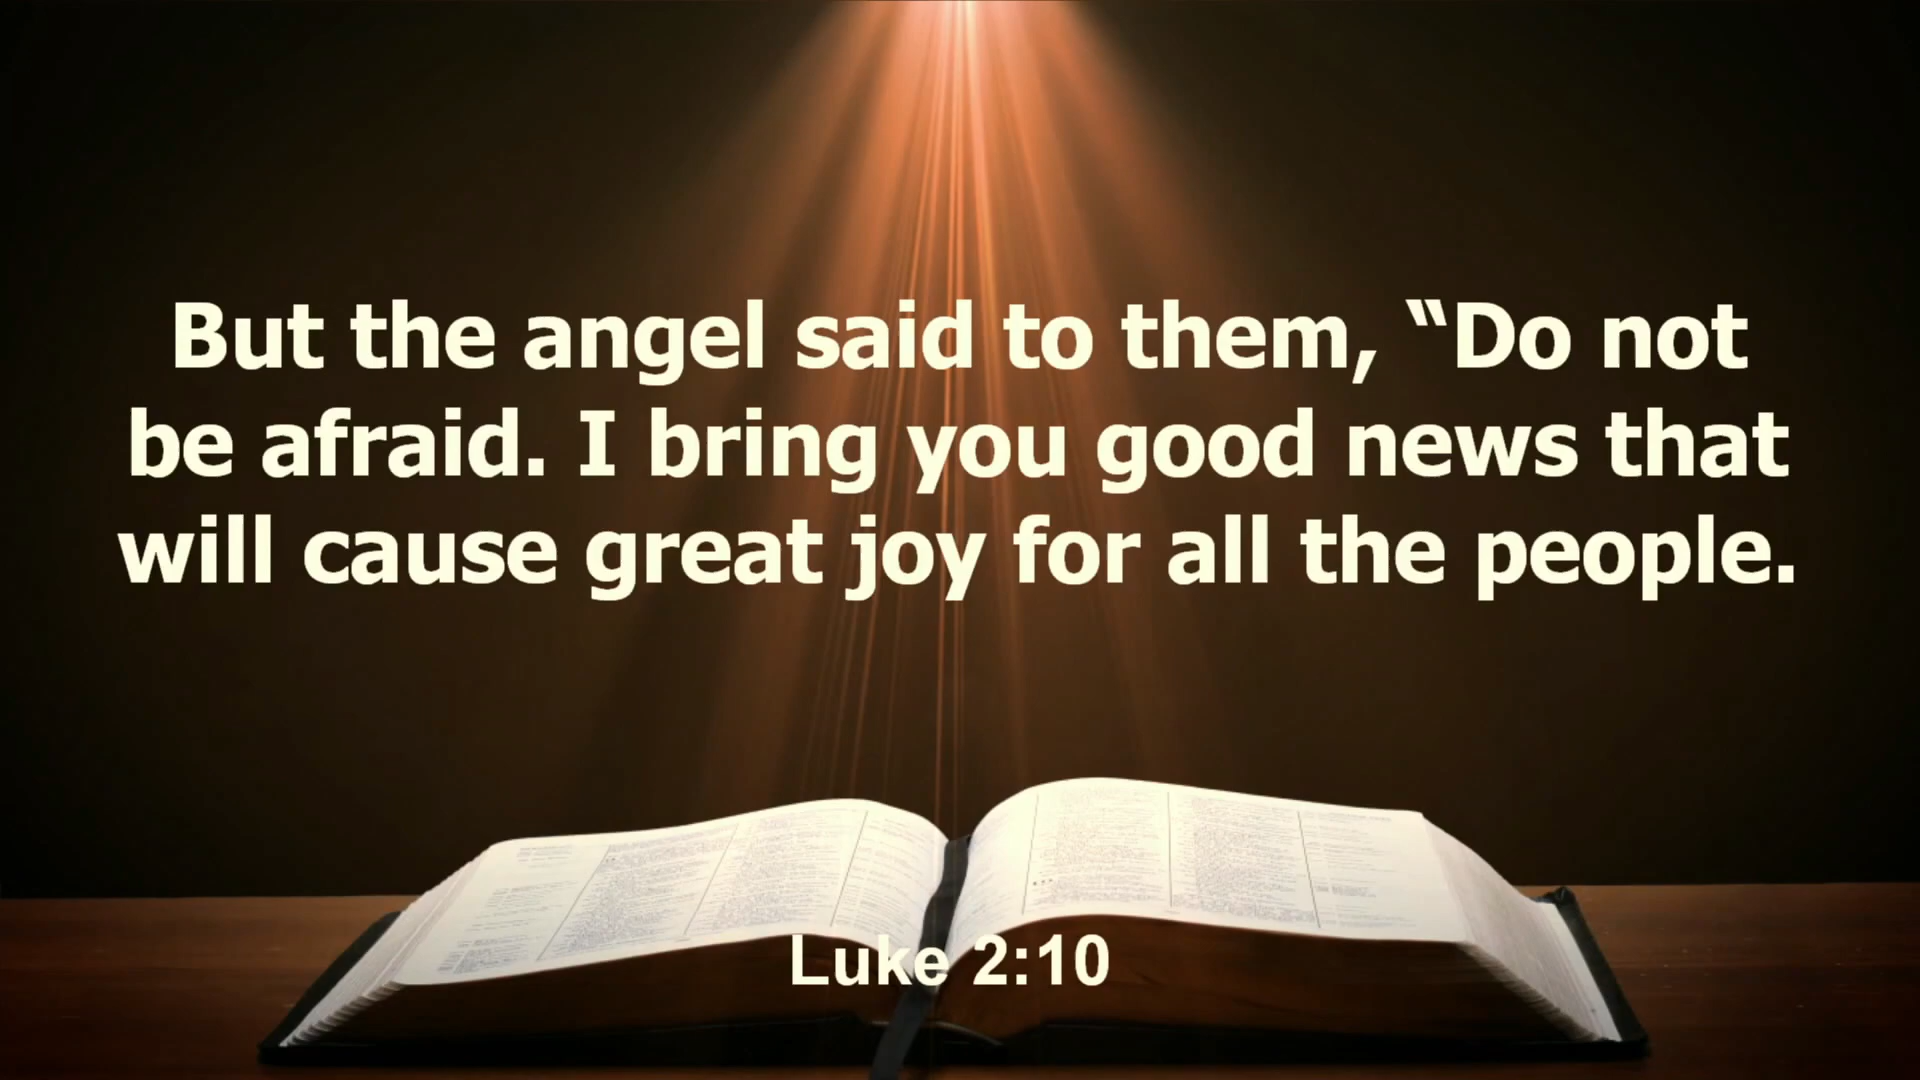 But the angel said to them, “Do not
be afraid. I bring you good news that
will cause great joy for all the people.
Luke 2:10